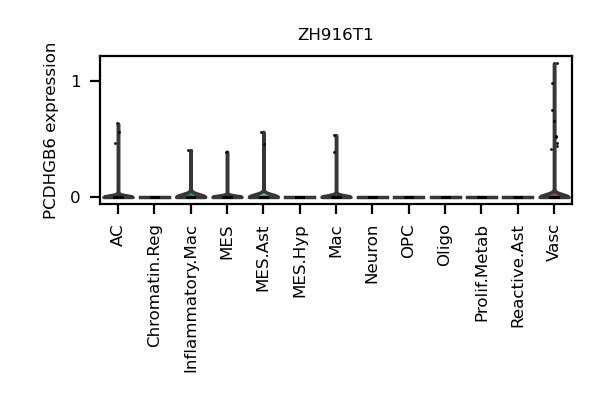 ZH916T1
PCDHGB6 expression
1
0
AC
Chromatin.Reg
Inflammatory.Mac
MES
MES.Ast
MES.Hyp
Mac
Neuron
OPC
Oligo
Prolif.Metab
Reactive.Ast
Vasc